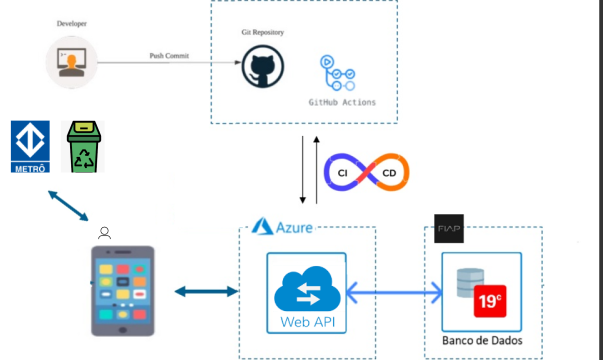 Developer
Git Repository
Push Commit
GitHub Actions
METRÔ
CI
CD
Azure
FIAP
Web API
19c
Banco de Dados